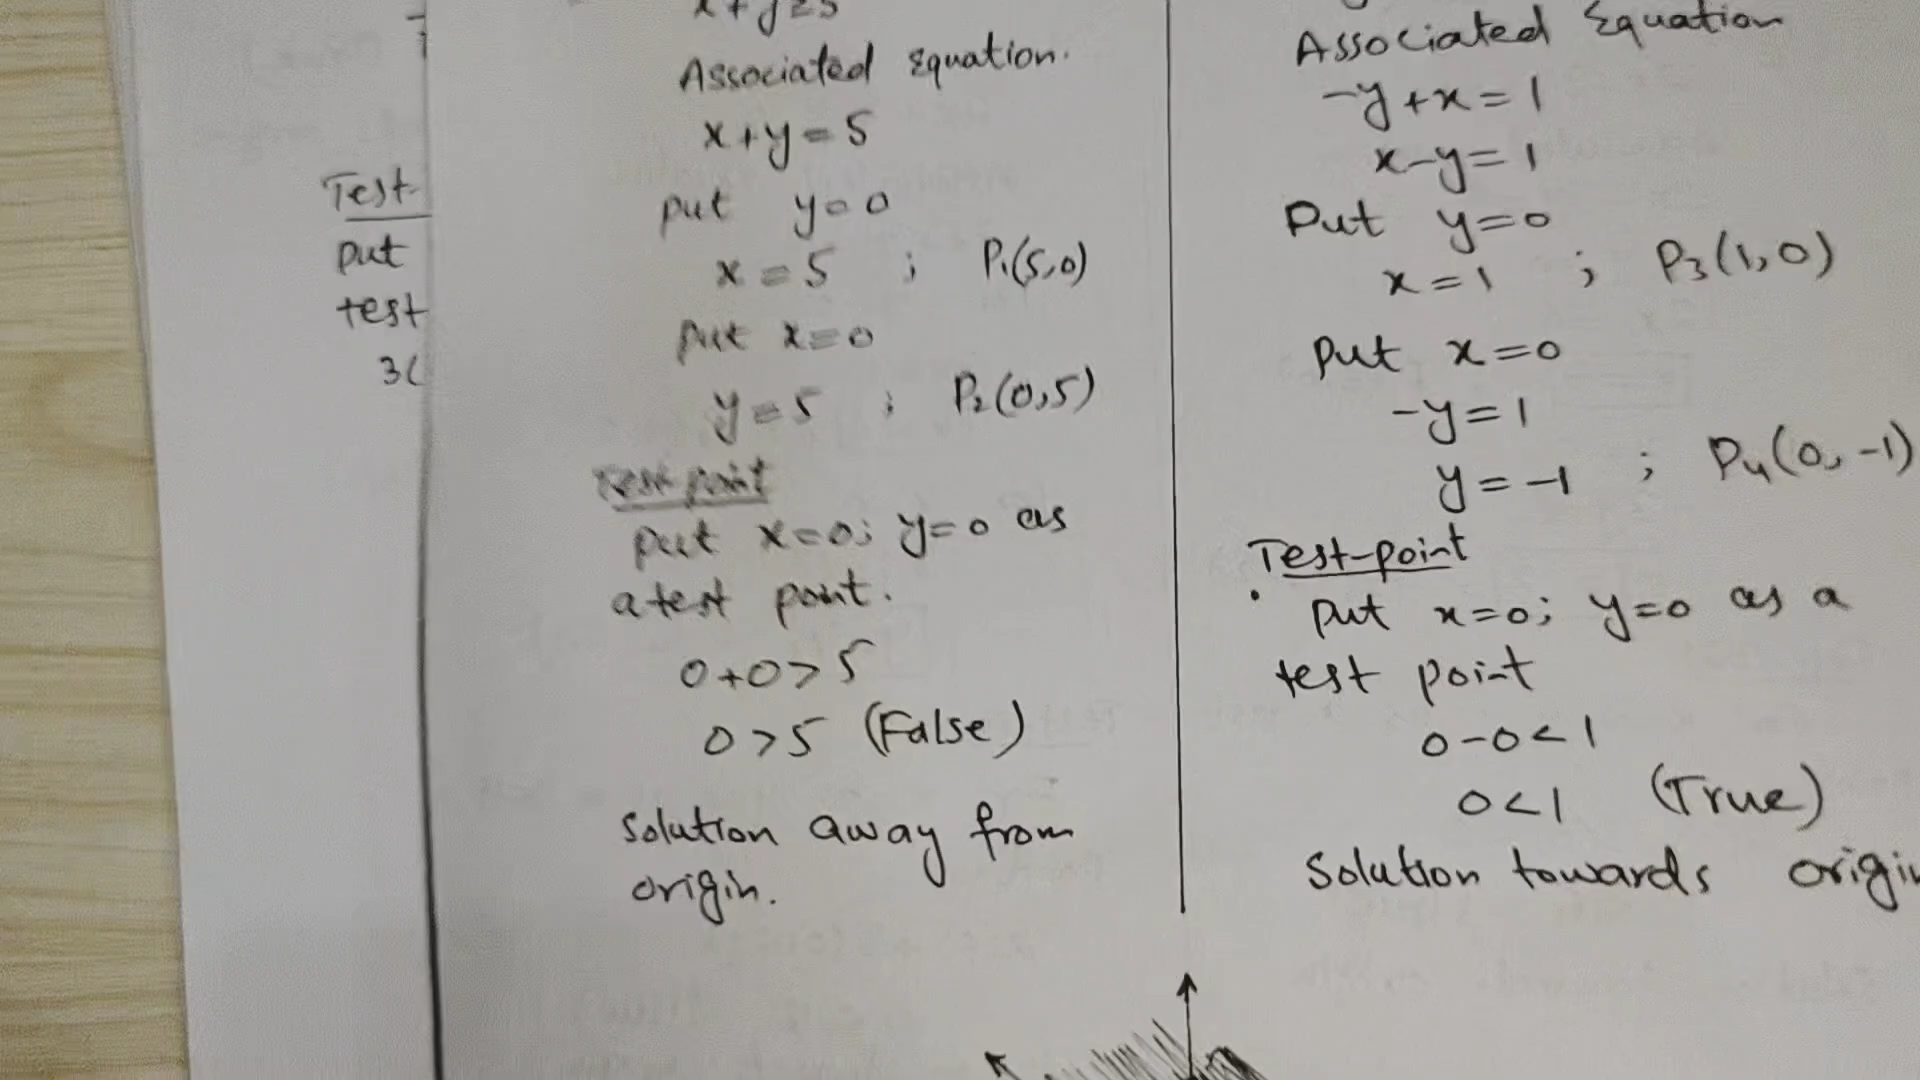 Test-
put
test
3(
x+y≥5
Associated Equation.
x+y=5
put y=0
x=5 ; P₁(5,0)
put x=0
y=5 ; P₂(0,5)
Test-point
put x=0; y=0 as
a test point.
0+0>5
0>5 (False)
Solution away from
origin.
Associated Equation
-y+x=1
x-y=1
Put y=0
x=1 ; P₃(1,0)
Put x=0
-y=1
y=-1 ; P₄(0,-1)
Test-point
Put x=0; y=0 as a
test point
0-0<1
0<1 (True)
Solution towards origin